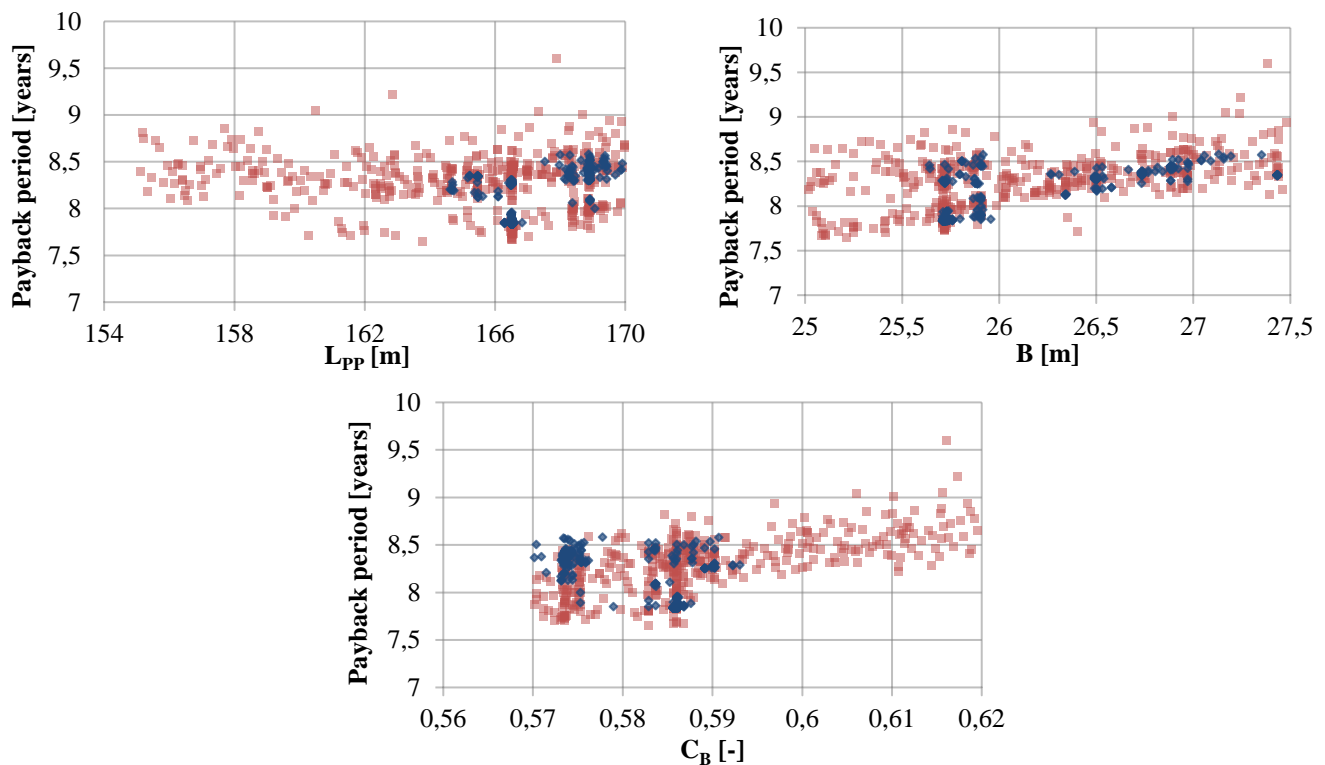 Payback period [years]
10
9,5
9
8,5
8
7,5
7
154 158 162 166 170
L_PP [m]
Payback period [years]
10
9,5
9
8,5
8
7,5
7
25 25,5 26 26,5 27 27,5
B [m]
Payback period [years]
10
9,5
9
8,5
8
7,5
7
0,56 0,57 0,58 0,59 0,6 0,61 0,62
C_B [-]